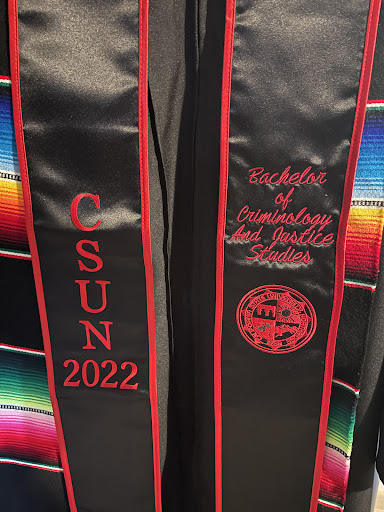 CSUN
2022
Bachelor
of
Criminology
And Justice
Studies